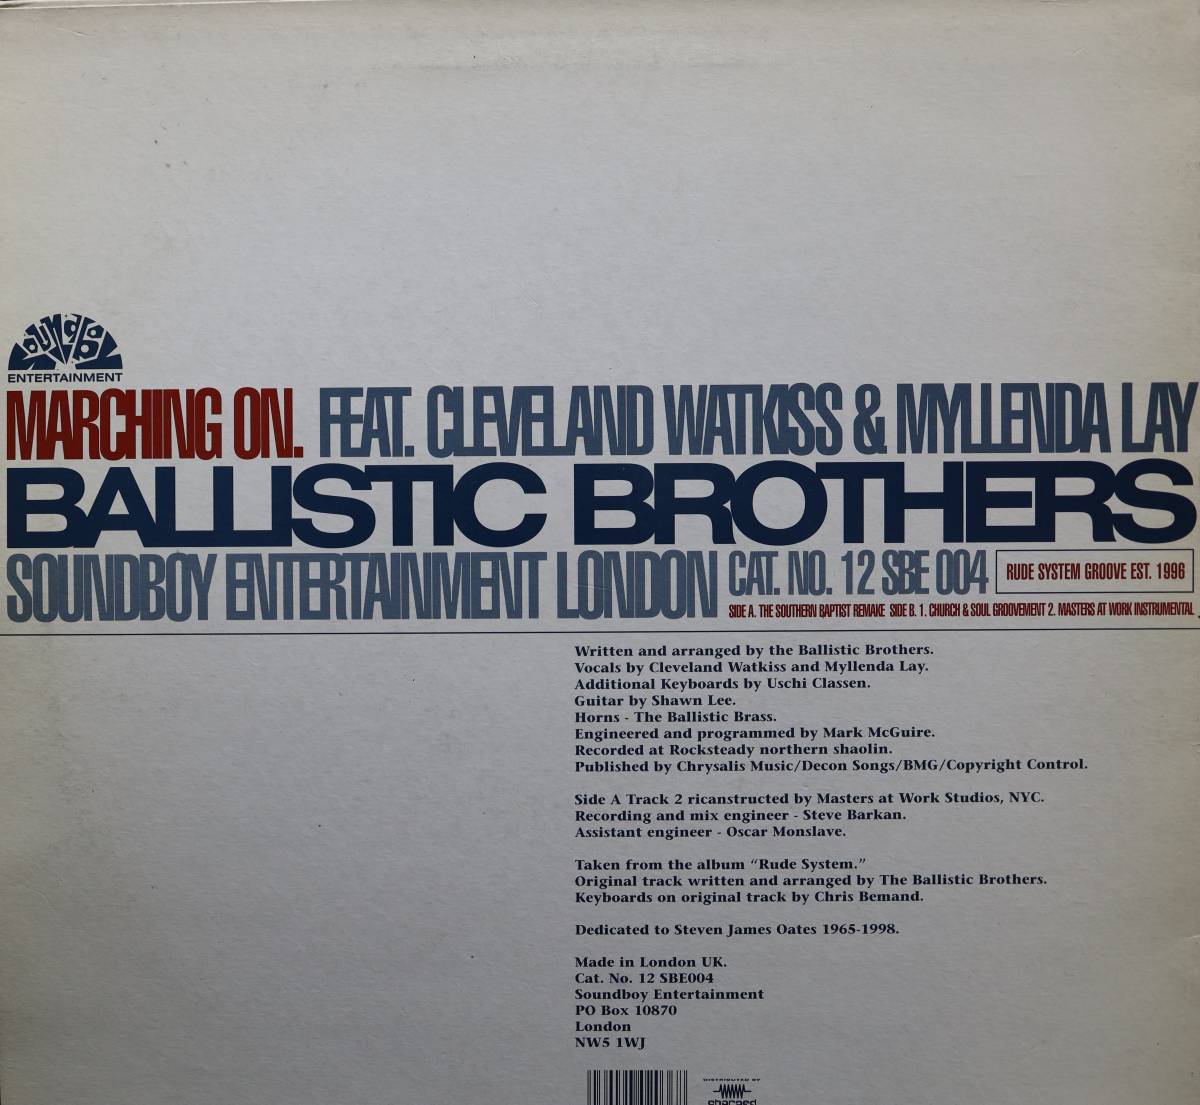 ENTERTAINMENT
MARCHING ON. FEAT. CLEVELAND WATKISS & MYLLENDA LAY
BALLISTIC BROTHERS
SOUNDBOY ENTERTAINMENT LONDON CAT. NO. 12 SBE 004 RUDE SYSTEM GROOVE EST. 1996
SIDE A. THE SOUTHERN BAPTIST REMAKE SIDE B. 1. CHURCH & SOUL GROOVEMENT 2. MASTERS AT WORK INSTRUMENTAL
Written and arranged by the Ballistic Brothers.
Vocals by Cleveland Watkiss and Myllenda Lay.
Additional Keyboards by Uschi Classen.
Guitar by Shawn Lee.
Horns - The Ballistic Brass.
Engineered and programmed by Mark McGuire.
Recorded at Rocksteady northern shaolin.
Published by Chrysalis Music/Decon Songs/BMG/Copyright Control.
Side A Track 2 ricanstructed by Masters at Work Studios, NYC.
Recording and mix engineer - Steve Barkan.
Assistant engineer - Oscar Monslave.
Taken from the album “Rude System.”
Original track written and arranged by The Ballistic Brothers.
Keyboards on original track by Chris Bemand.
Dedicated to Steven James Oates 1965-1998.
Made in London UK.
Cat. No. 12 SBE004
Soundboy Entertainment
PO Box 10870
London
NW5 1WJ
DISTRIBUTED BY